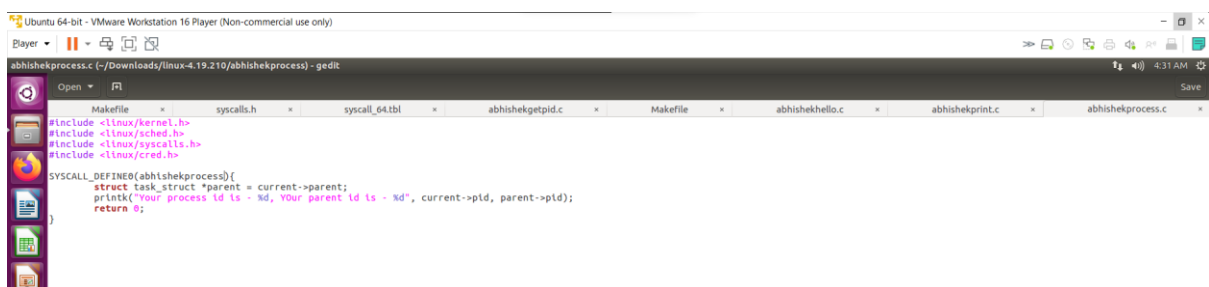 Ubuntu 64-bit - VMware Workstation 16 Player (Non-commercial use only)
Player
abhishekprocess.c (~/Downloads/linux-4.19.210/abhishekprocess) - gedit 4:31 AM
Open Save
Makefile × syscalls.h × syscall_64.tbl × abhishekgetpid.c × Makefile × abhishekhello.c × abhishekprint.c × abhishekprocess.c ×
#include <linux/kernel.h>
#include <linux/sched.h>
#include <linux/syscalls.h>
#include <linux/cred.h>
SYSCALL_DEFINE0(abhishekprocess){
struct task_struct *parent = current->parent;
printk("Your process id is - %d, YOur parent id is - %d", current->pid, parent->pid);
return 0;
}